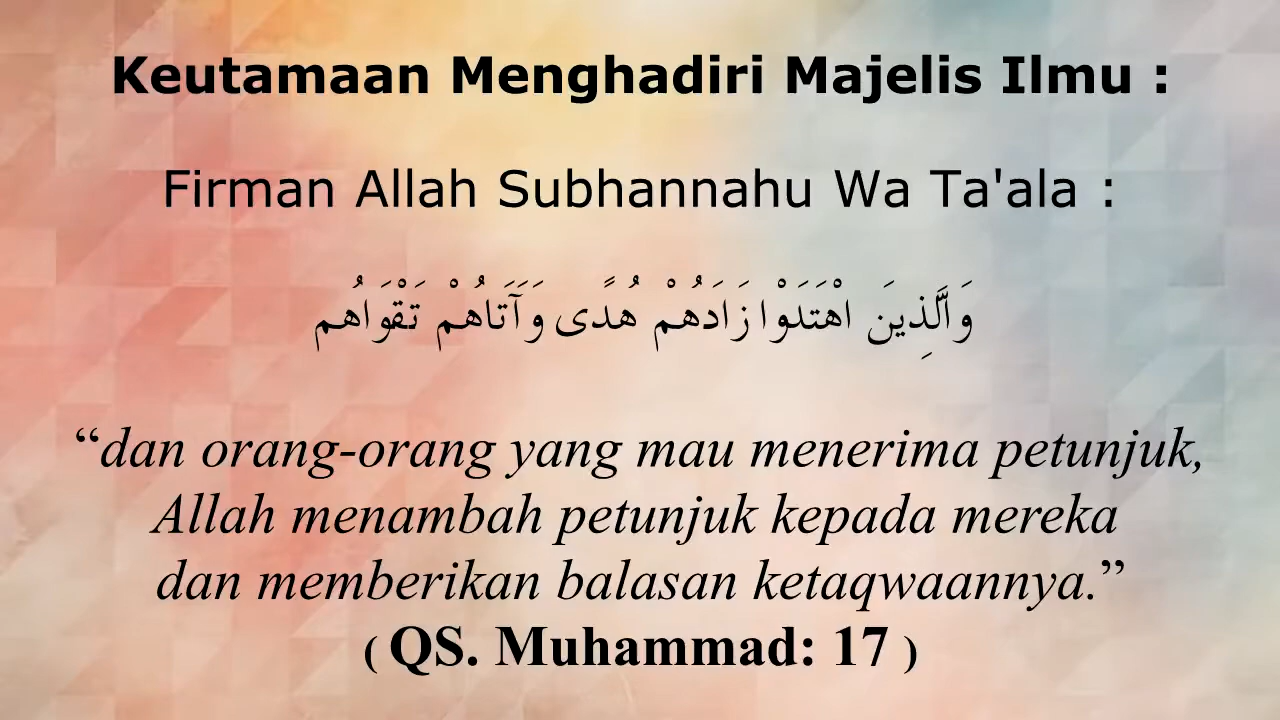 Keutamaan Menghadiri Majelis Ilmu :
Firman Allah Subhannahu Wa Ta'ala :
وَالَّذِينَ اهْتَدَوْا زَادَهُمْ هُدًى وَآَتَاهُمْ تَقْوَاهُم
“dan orang-orang yang mau menerima petunjuk,
Allah menambah petunjuk kepada mereka
dan memberikan balasan ketaqwaannya.”
( QS. Muhammad: 17 )